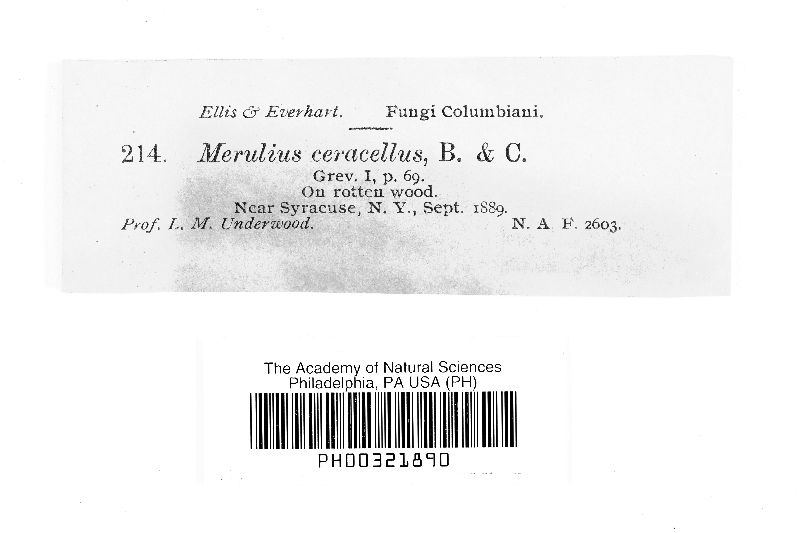 Ellis & Everhart. Fungi Columbiani.
214. Merulius ceracellus, B. & C.
Grev. I, p. 69.
On rotten wood.
Near Syracuse, N. Y., Sept. 1889.
Prof. L. M. Underwood. N. A F. 2603.
The Academy of Natural Sciences
Philadelphia, PA USA (PH)
PH00321890